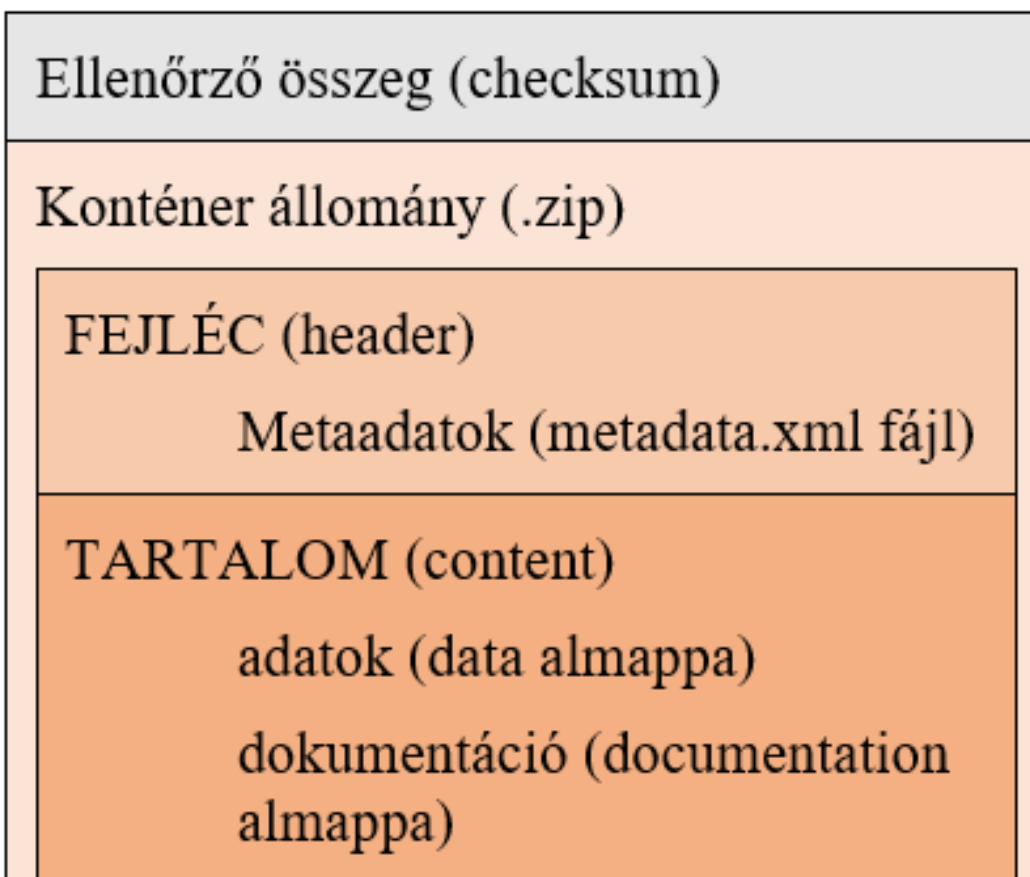 Ellenőrző összeg (checksum)
Konténer állomány (.zip)
FEJLÉC (header)
Metaadatok (metadata.xml fájl)
TARTALOM (content)
adatok (data almappa)
dokumentáció (documentation
almappa)